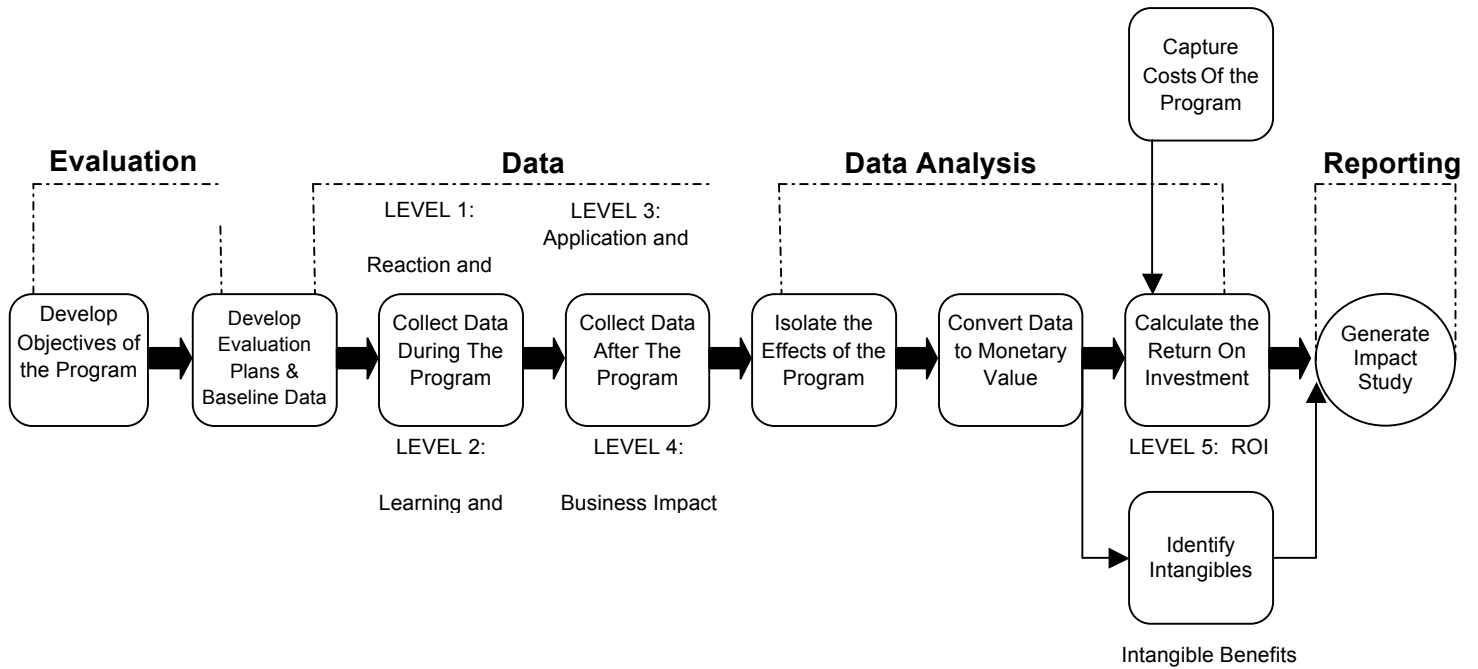 Capture
Costs Of the
Program
Evaluation
Data
Data Analysis
Reporting
LEVEL 1:
Reaction and
LEVEL 3:
Application and
Develop
Objectives of
the Program
Develop
Evaluation
Plans &
Baseline Data
Collect Data
During The
Program
Collect Data
After The
Program
Isolate the
Effects of the
Program
Convert Data
to Monetary
Value
Calculate the
Return On
Investment
Generate
Impact
Study
LEVEL 2:
Learning and
LEVEL 4:
Business Impact
LEVEL 5: ROI
Identify
Intangibles
Intangible Benefits